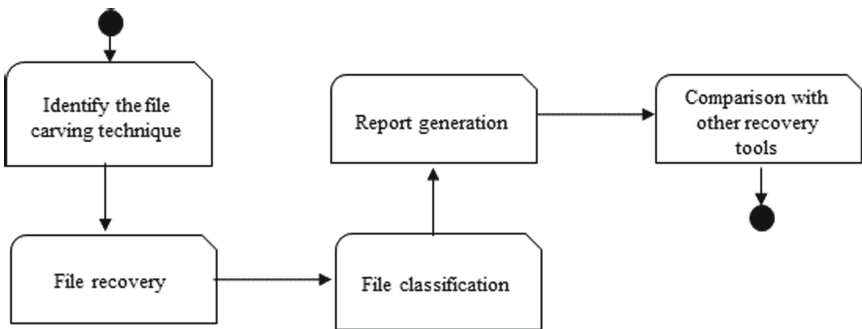 Identify the file
carving technique
File recovery
File classification
Report generation
Comparison with
other recovery
tools